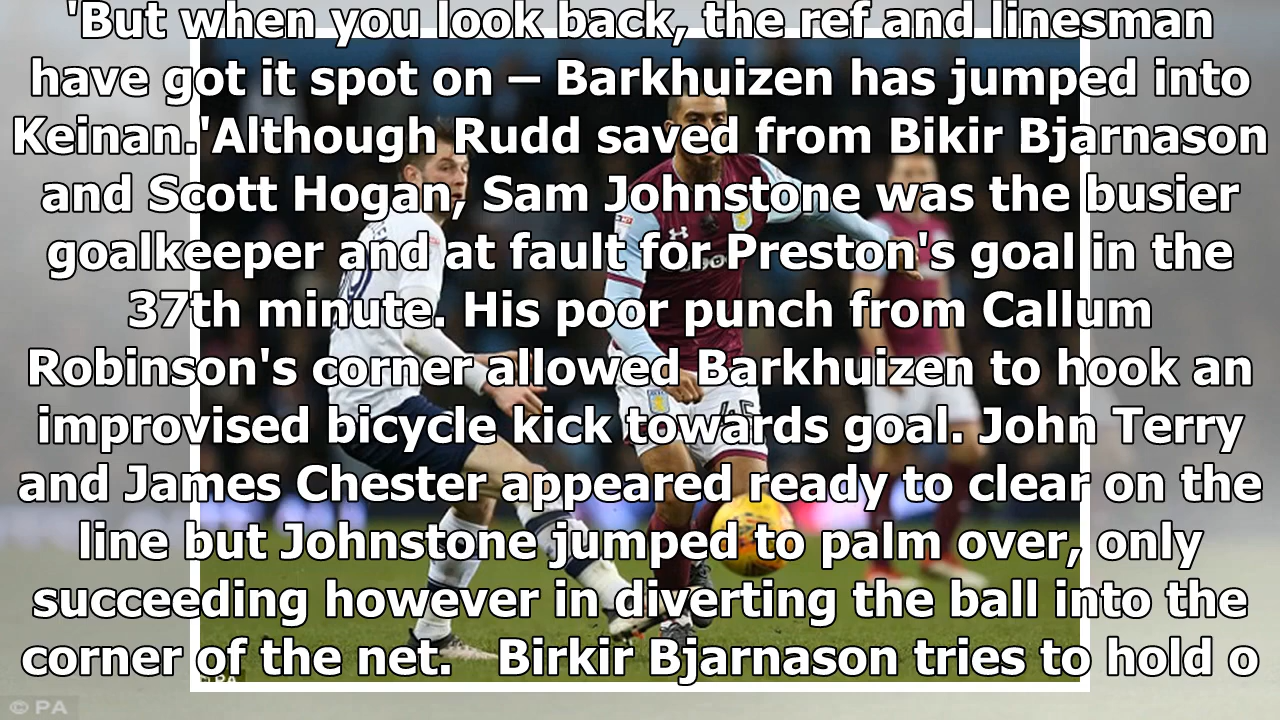 'But when you look back, the ref and linesman
have got it spot on – Barkhuizen has jumped into
Keinan.'Although Rudd saved from Bikir Bjarnason
and Scott Hogan, Sam Johnstone was the busier
goalkeeper and at fault for Preston's goal in the
37th minute. His poor punch from Callum
Robinson's corner allowed Barkhuizen to hook an
improvised bicycle kick towards goal. John Terry
and James Chester appeared ready to clear on the
line but Johnstone jumped to palm over, only
succeeding however in diverting the ball into the
corner of the net.   Birkir Bjarnason tries to hold o
45
© PA